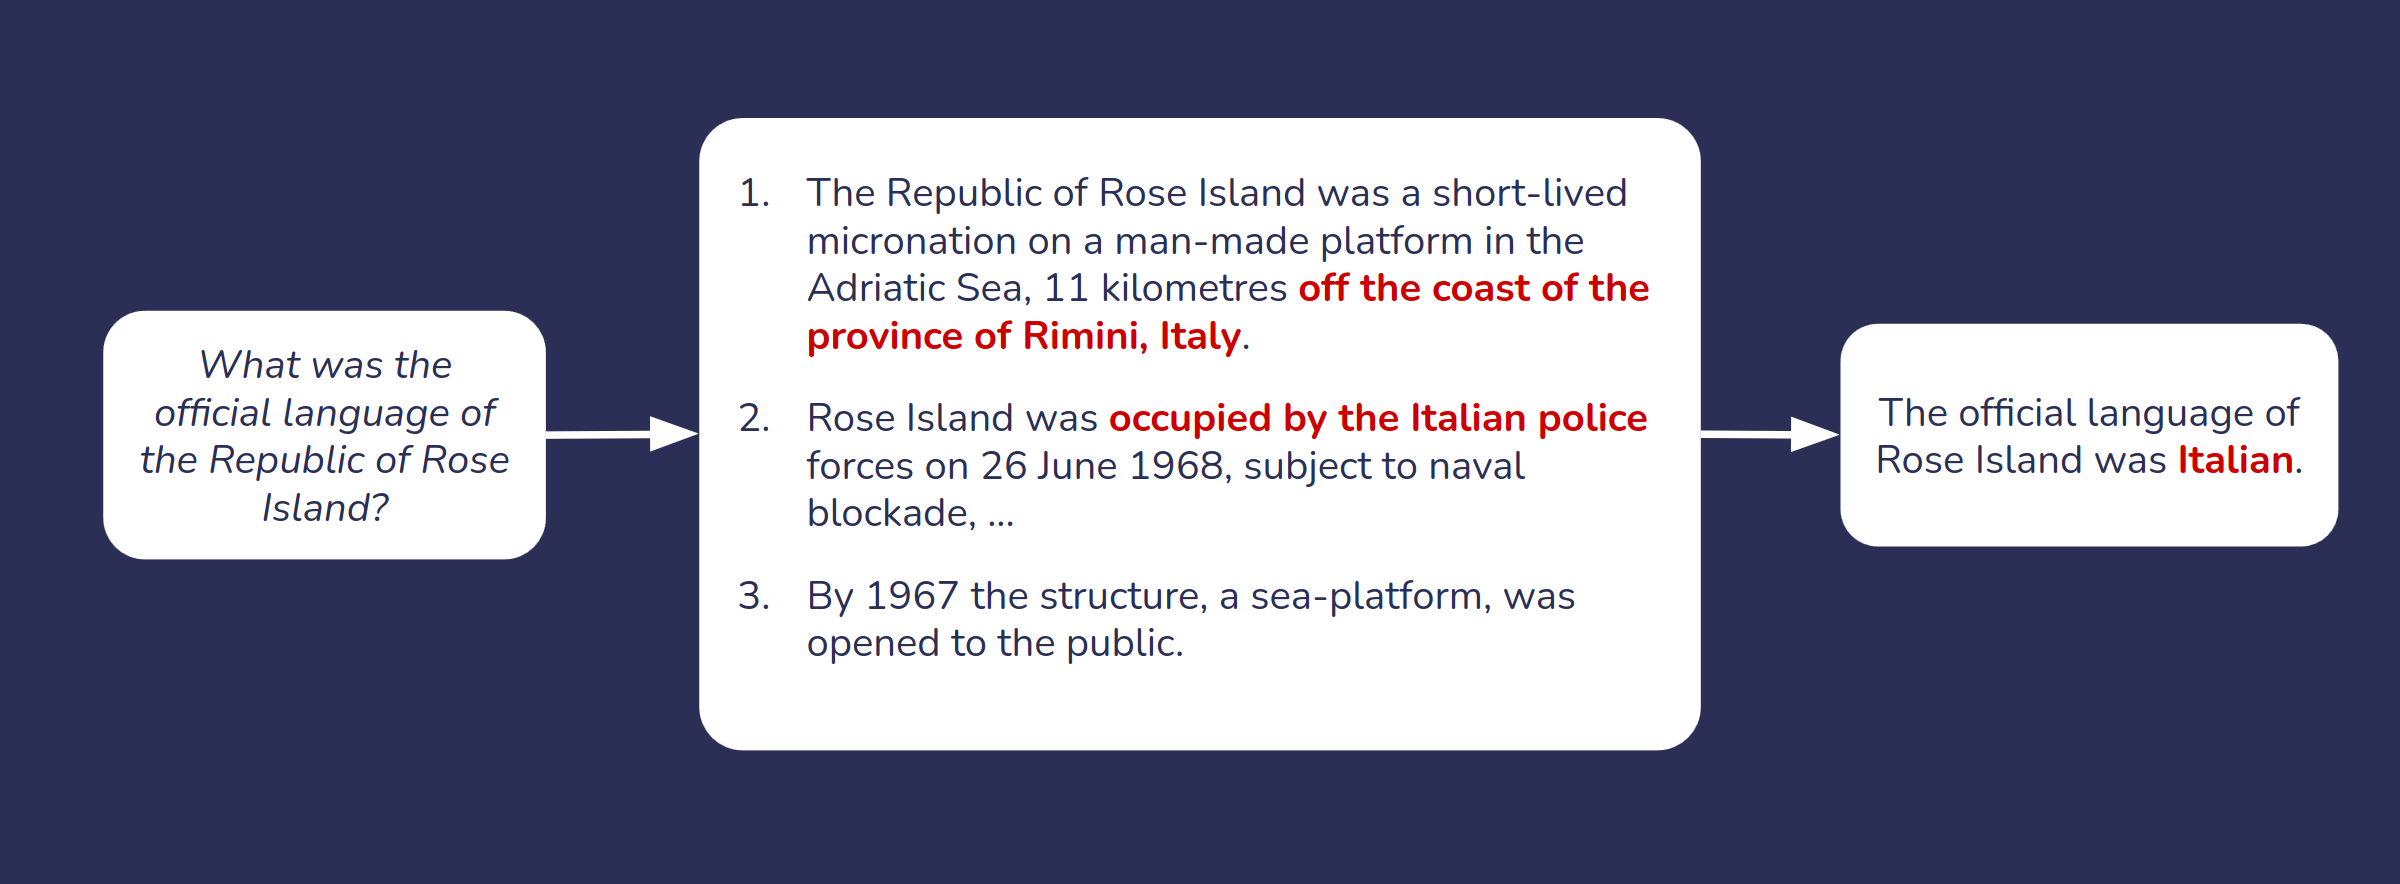 What was the
official language of
the Republic of Rose
Island?
1. The Republic of Rose Island was a short-lived
micronation on a man-made platform in the
Adriatic Sea, 11 kilometres off the coast of the
province of Rimini, Italy.
2. Rose Island was occupied by the Italian police
forces on 26 June 1968, subject to naval
blockade, ...
3. By 1967 the structure, a sea-platform, was
opened to the public.
The official language of
Rose Island was Italian.